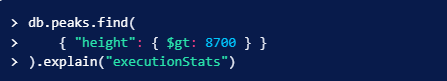 > db.peaks.find(
>     { "height": { $gt: 8700 } }
> ).explain("executionStats")